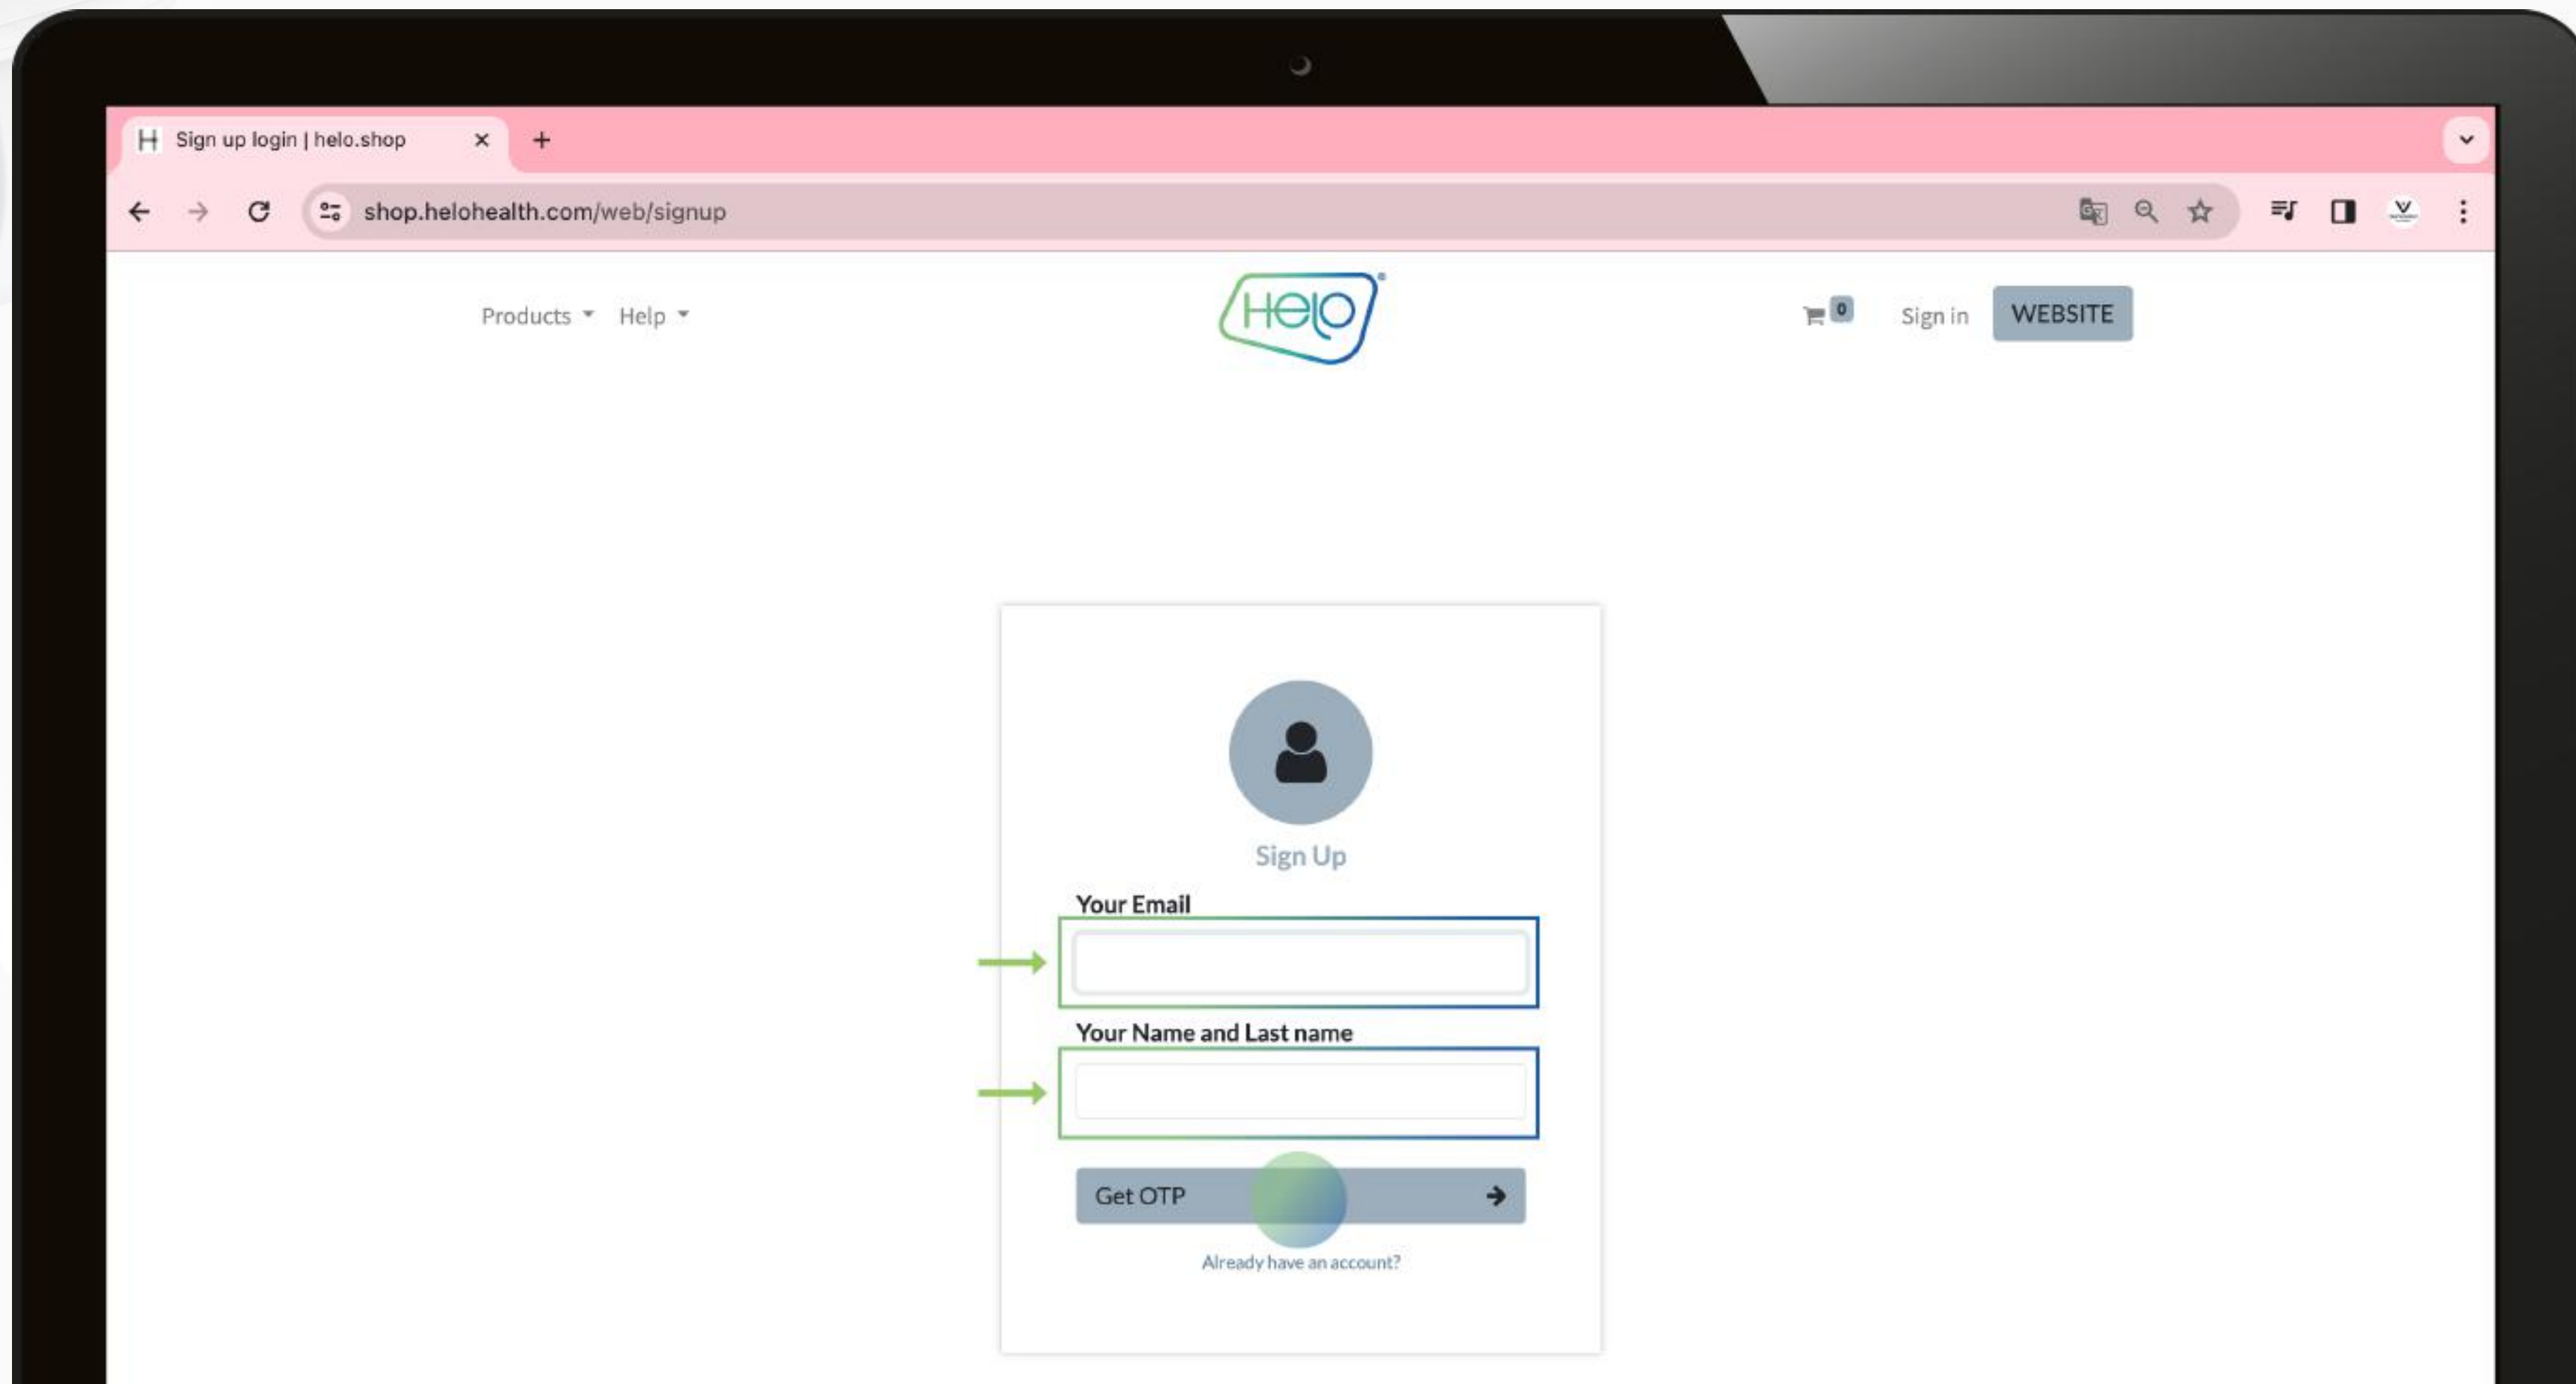 Sign up login | helo.shop
shop.helohealth.com/web/signup
Products Help
Helo
0 Sign in WEBSITE
Sign Up
Your Email
Your Name and Last name
Get OTP
Already have an account?